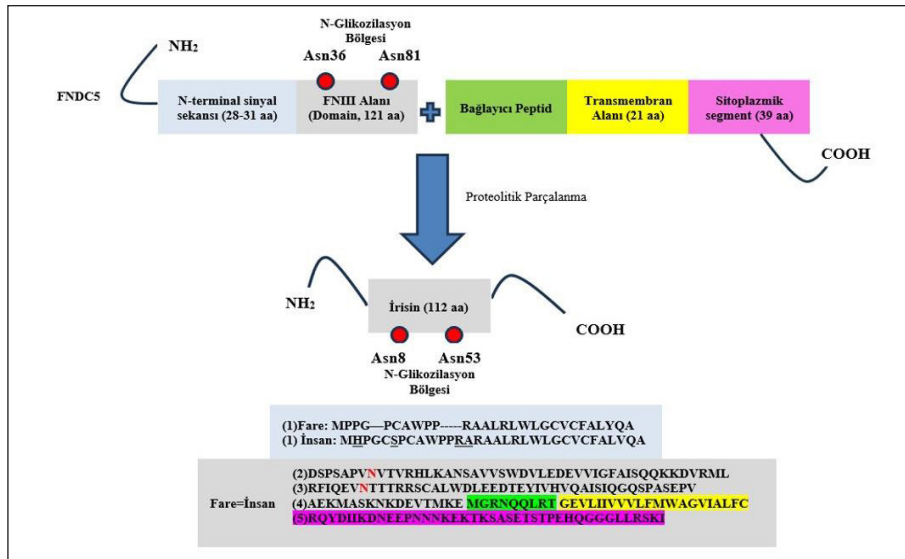 N-Glikozilasyon
Bölgesi
NH2
Asn36 Asn81
FNDC5
N-terminal sinyal
sekansı (28-31 aa)
FNIII Alanı
(Domain, 121 aa)
Bağlayıcı Peptid
Transmembran
Alanı (21 aa)
Sitoplazmik
segment (39 aa)
COOH
Proteolitik Parçalanma
NH2
İrisin (112 aa)
COOH
Asn8 Asn53
N-Glikozilasyon
Bölgesi
(1)Fare: MPPG—PCAWPP-----RAALRLWLGCVCFALYQA
(1) İnsan: MHPGCSPCAWPPRARAALRLWLGCVCFALVQA
Fare=İnsan
(2)DSPSAPVNVTVRHLKANSAVVSWDVLEDEVVIGFAISQQKKDVRML
(3)RFIQEVNTTTRRSCALWDLEEDTEYIVHVQAISIQGQSPASEPV
(4)AEKMASKNKDEVTMKE MGRNQQLRT GEVLIIVVVLFMWAGVIALFC
(5)RQYDIIKDNEEPNNNKEKTKSASETSTPEHQGGGLLRSKI